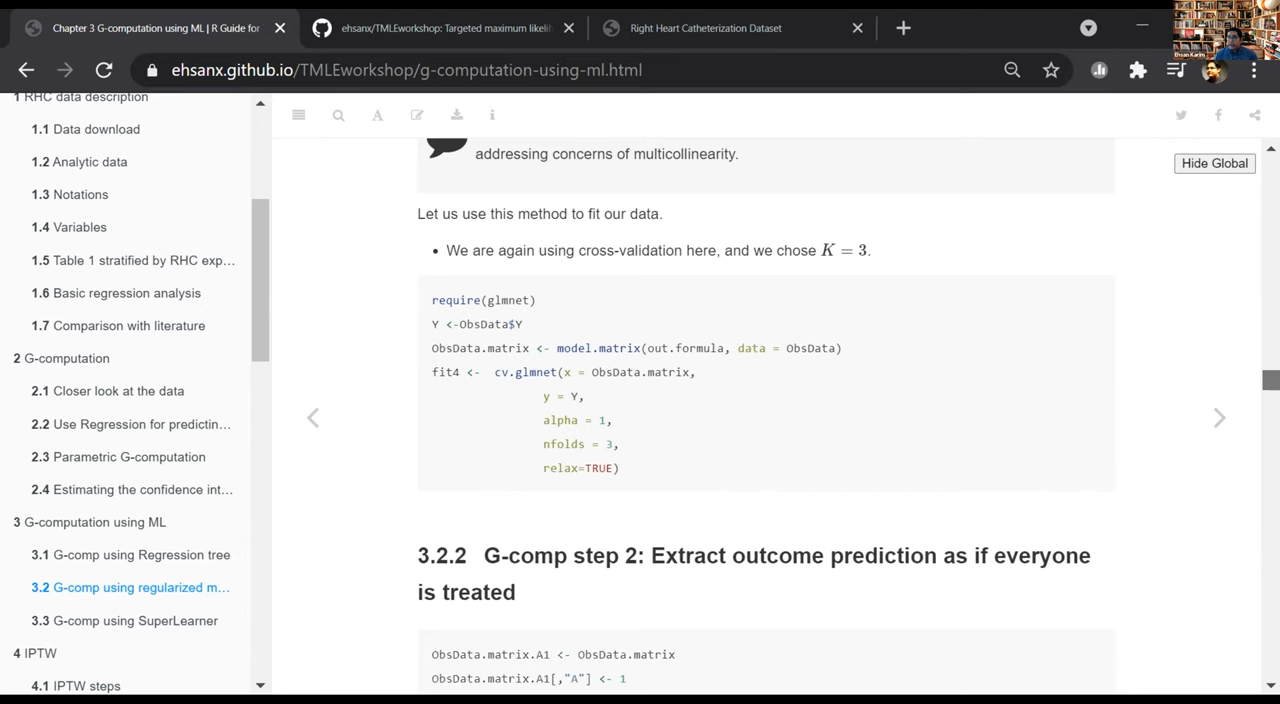 Chapter 3 G-computation using ML | R Guide for
ehsanx/TMLEworkshop: Targeted maximum likeli
Right Heart Catheterization Dataset
Ehsan Karim
ehsanx.github.io/TMLEworkshop/g-computation-using-ml.html
1 RHC data description
1.1 Data download
1.2 Analytic data
1.3 Notations
1.4 Variables
1.5 Table 1 stratified by RHC exp…
1.6 Basic regression analysis
1.7 Comparison with literature
2 G-computation
2.1 Closer look at the data
2.2 Use Regression for predictin…
2.3 Parametric G-computation
2.4 Estimating the confidence int…
3 G-computation using ML
3.1 G-comp using Regression tree
3.2 G-comp using regularized m…
3.3 G-comp using SuperLearner
4 IPTW
4.1 IPTW steps
addressing concerns of multicollinearity.
Hide Global
Let us use this method to fit our data.
• We are again using cross-validation here, and we chose K = 3.
require(glmnet)
Y <-ObsData$Y
ObsData.matrix <- model.matrix(out.formula, data = ObsData)
fit4 <- cv.glmnet(x = ObsData.matrix,
y = Y,
alpha = 1,
nfolds = 3,
relax=TRUE)
3.2.2 G-comp step 2: Extract outcome prediction as if everyone
is treated
ObsData.matrix.A1 <- ObsData.matrix
ObsData.matrix.A1[,"A"] <- 1